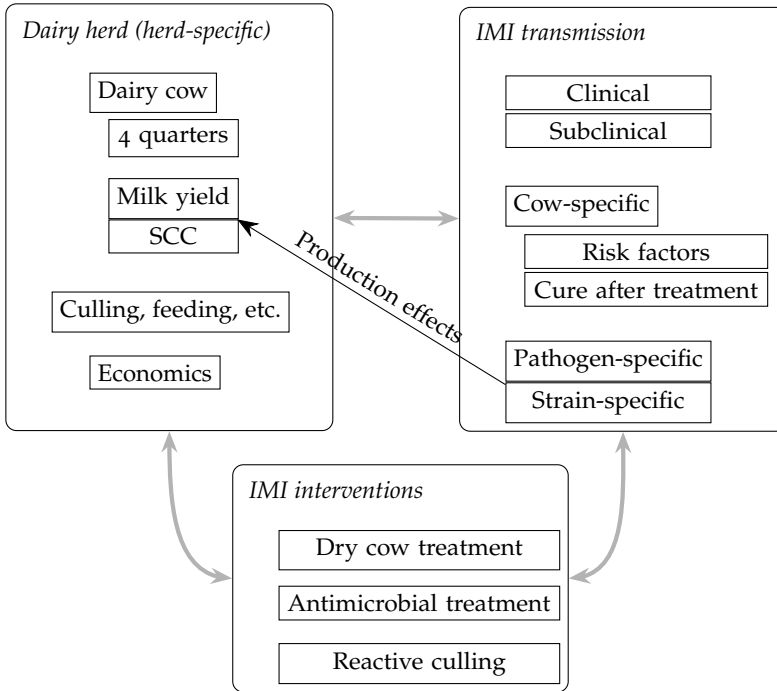 Dairy herd (herd-specific)
Dairy cow
4 quarters
Milk yield
SCC
Culling, feeding, etc.
Economics
Production effects
IMI transmission
Clinical
Subclinical
Cow-specific
Risk factors
Cure after treatment
Pathogen-specific
Strain-specific
IMI interventions
Dry cow treatment
Antimicrobial treatment
Reactive culling